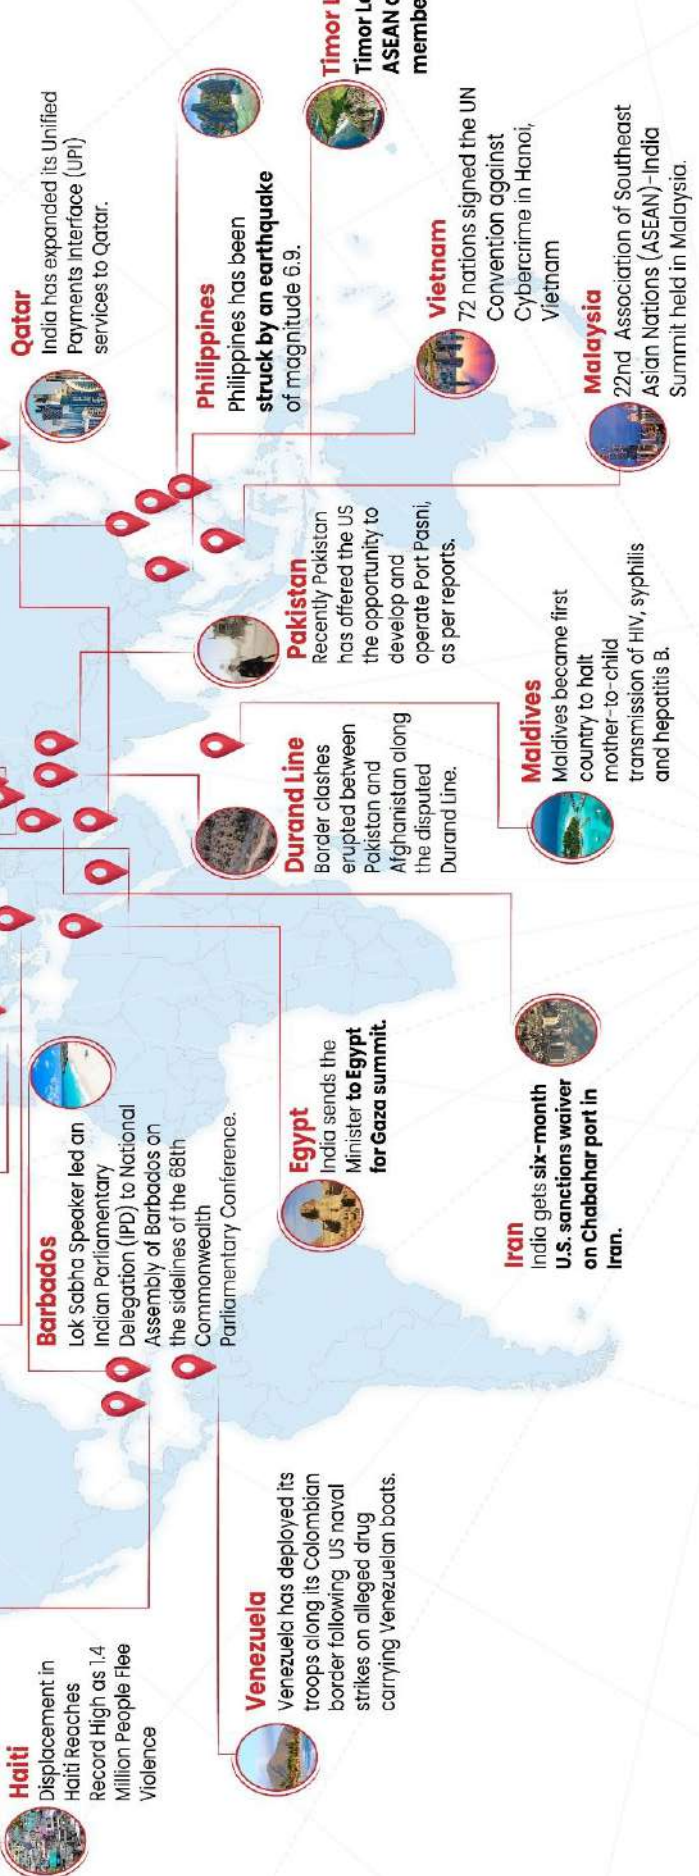 Haiti
Displacement in
Haiti Reaches
Record High as 1.4
Million People Flee
Violence
Venezuela
Venezuela has deployed its
troops along its Colombian
border following US naval
strikes on alleged drug
carrying Venezuelan boats.
Barbados
Lok Sabha Speaker led an
Indian Parliamentary
Delegation (IPD) to National
Assembly of Barbados on
the sidelines of the 68th
Commonwealth
Parliamentary Conference.
Egypt
India sends the
Minister to Egypt
for Gaza summit.
Iran
India gets six-month
U.S. sanctions waiver
on Chabahar port in
Iran.
Durand Line
Border clashes
erupted between
Pakistan and
Afghanistan along
the disputed
Durand Line.
Maldives
Maldives became first
country to halt
mother-to-child
transmission of HIV, syphilis
and hepatitis B.
Pakistan
Recently Pakistan
has offered the US
the opportunity to
develop and
operate Port Pasni,
as per reports.
Qatar
India has expanded its Unified
Payments Interface (UPI)
services to Qatar.
Philippines
Philippines has been
struck by an earthquake
of magnitude 6.9.
Vietnam
72 nations signed the UN
Convention against
Cybercrime in Hanoi,
Vietnam
Malaysia
22nd Association of Southeast
Asian Nations (ASEAN)-India
Summit held in Malaysia.
Timor
Timor
ASEAN